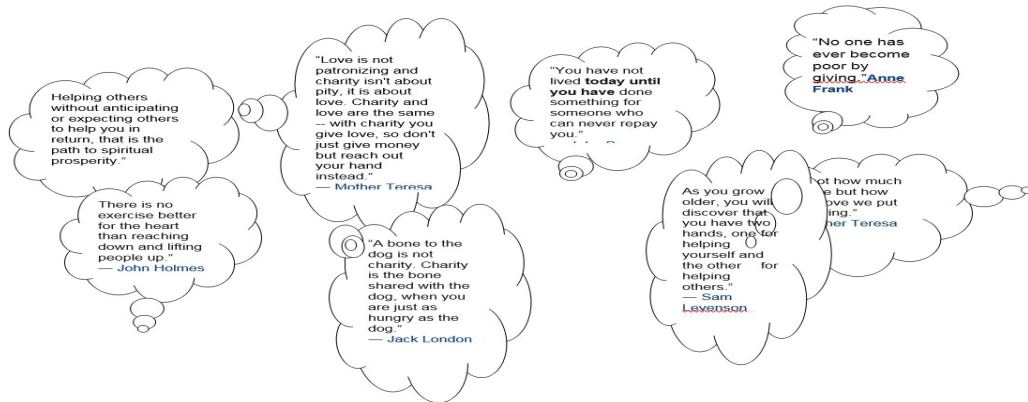 Helping others
without anticipating
or expecting others
to help you in
return, that is the
path to spiritual
prosperity.”
There is no
exercise better
for the heart
than reaching
down and lifting
people up.”
— John Holmes
“Love is not
patronizing and
charity isn't about
pity, it is about
love. Charity and
love are the same
-- with charity you
give love, so don't
just give money
but reach out
your hand
instead.”
— Mother Teresa
“A bone to the
dog is not
charity. Charity
is the bone
shared with the
dog, when you
are just as
hungry as the
dog.”
— Jack London
“You have not
lived today until
you have done
something for
someone who
can never repay
you.”
“No one has
ever become
poor by
giving.”Anne
Frank
As you grow
older, you will
discover that
you have two
hands, one for
helping
yourself and
the other for
helping
others.”
— Sam
Levenson
how much
but how
we put
Teresa